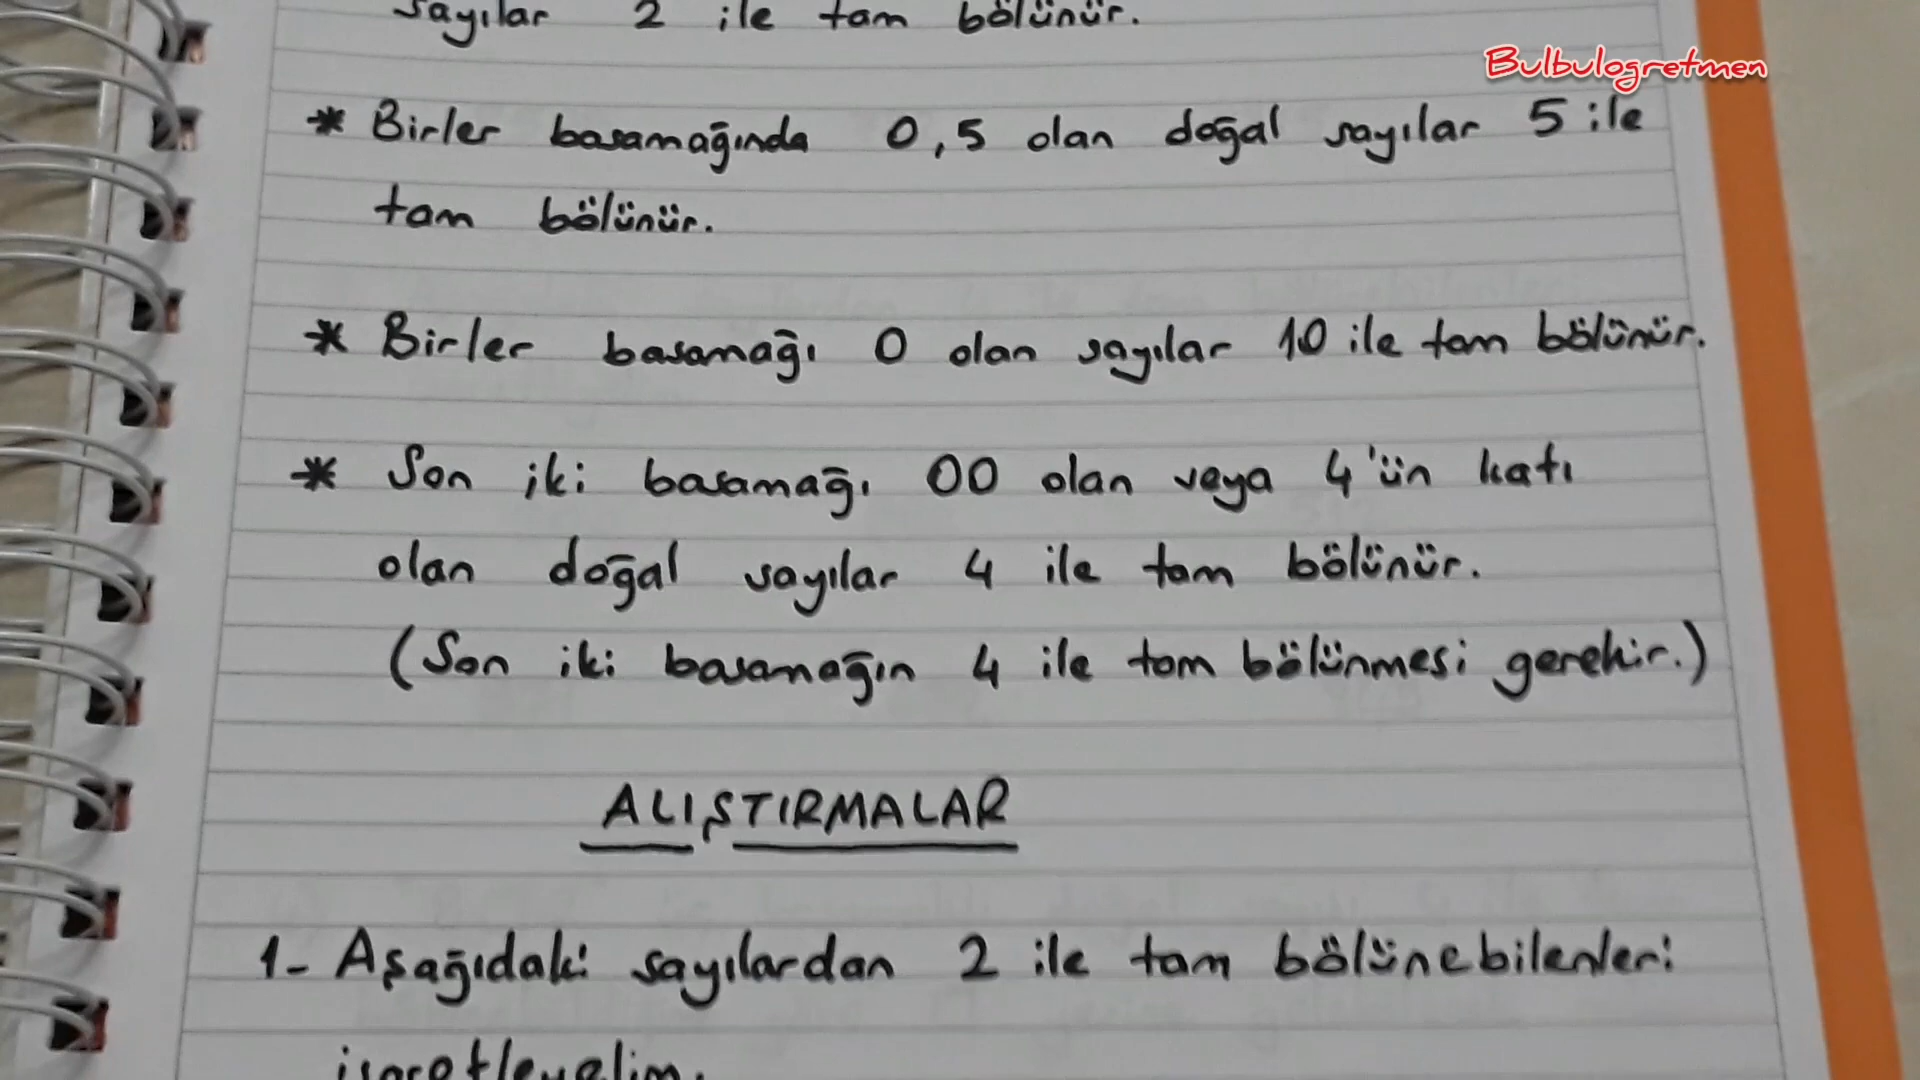 sayılar 2 ile tam bölünür.
Bulbulogretmen
* Birler basamağında 0,5 olan doğal sayılar 5 ile
tam bölünür.
* Birler basamağı 0 olan sayılar 10 ile tam bölünür.
* Son iki basamağı 00 olan veya 4'ün katı
olan doğal sayılar 4 ile tam bölünür.
(Son iki basamağın 4 ile tam bölünmesi gerekir.)
ALIŞTIRMALAR
1- Aşağıdaki sayılardan 2 ile tam bölünebilenleri
işaretleyelim.